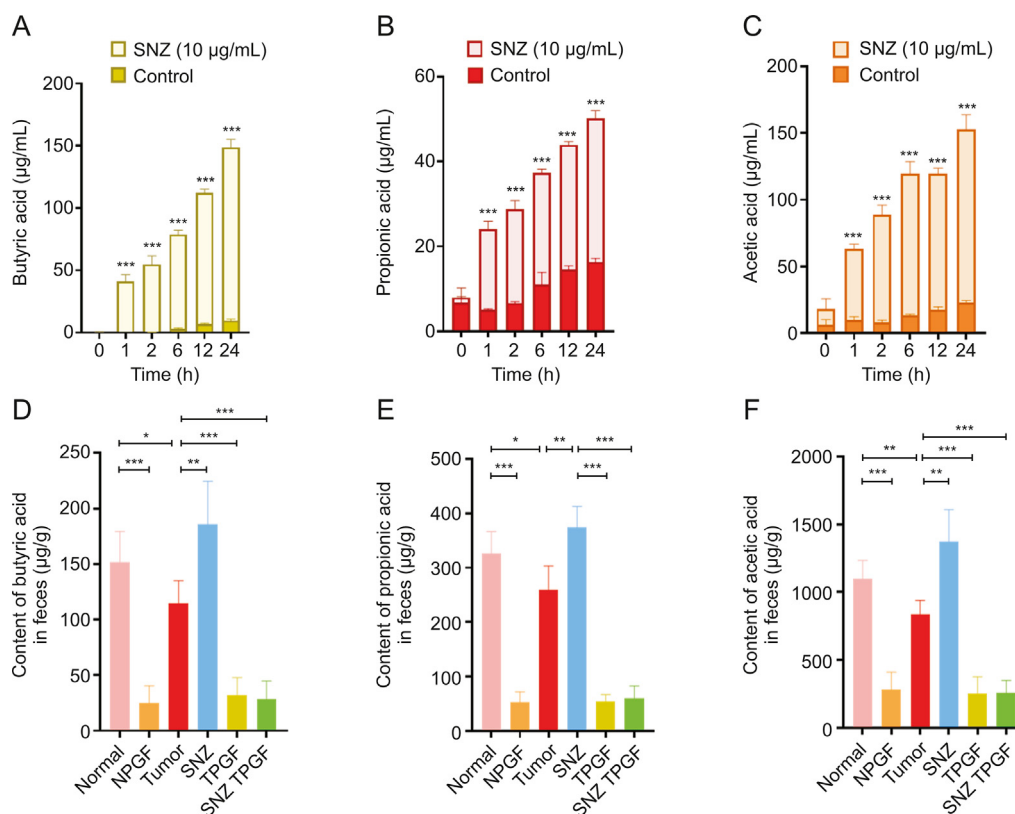 A
SNZ (10 µg/mL)
Control
Butyric acid (µg/mL)
200
150
100
50
0
***
***
***
***
***
0 1 2 6 12 24
Time (h)
B
SNZ (10 µg/mL)
Control
Propionic acid (µg/mL)
60
40
20
0
***
***
***
***
***
0 1 2 6 12 24
Time (h)
C
SNZ (10 µg/mL)
Control
Acetic acid (µg/mL)
200
150
100
50
0
***
***
***
***
***
0 1 2 6 12 24
Time (h)
D
Content of butyric acid
in feces (µg/g)
250
200
150
100
50
0
***
* ***
*** **
Normal
NPGF
Tumor
SNZ
TPGF
SNZ TPGF
E
Content of propionic acid
in feces (µg/g)
500
400
300
200
100
0
* ** ***
*** ***
Normal
NPGF
Tumor
SNZ
TPGF
SNZ TPGF
F
Content of acetic acid
in feces (µg/g)
2000
1500
1000
500
0
***
** ***
*** **
Normal
NPGF
Tumor
SNZ
TPGF
SNZ TPGF